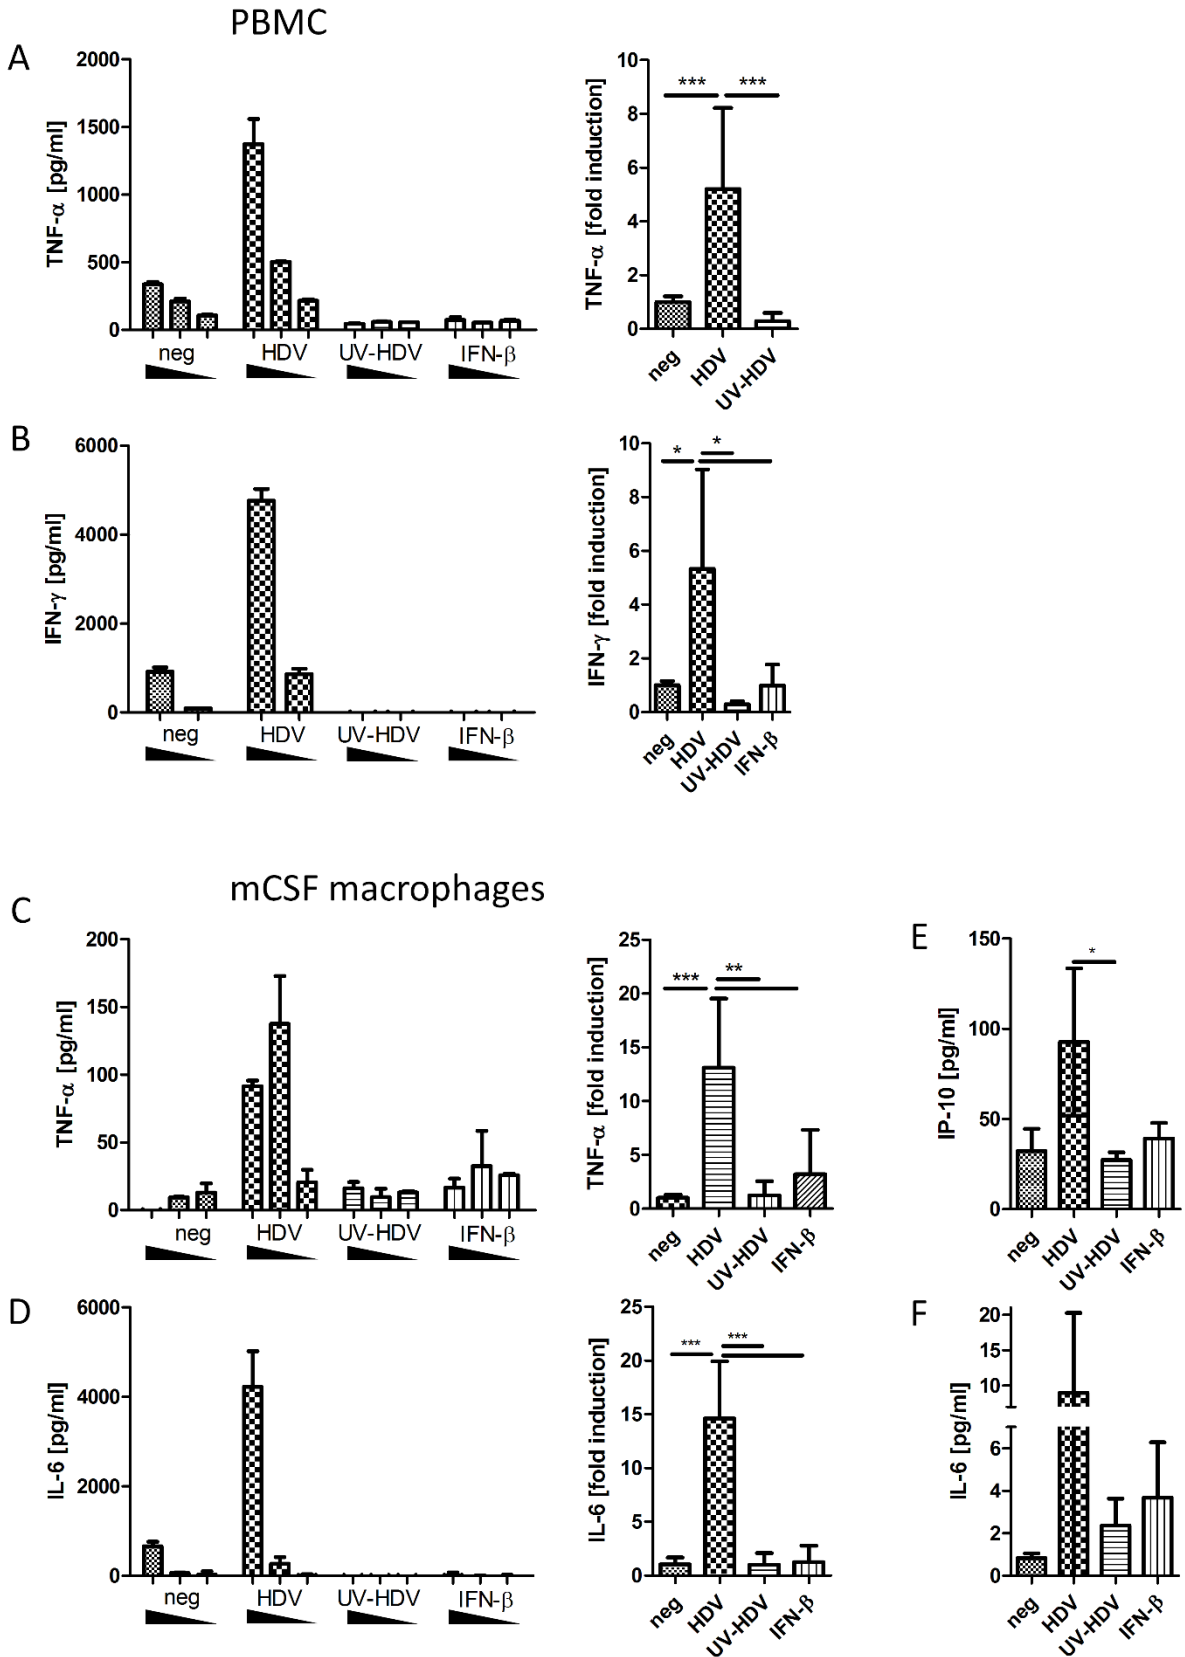 PBMC
A
TNF-α [pg/ml]
2000
1500
1000
500
0
neg HDV UV-HDV IFN-β
TNF-α [fold induction]
10
8
6
4
2
0
*** ***
neg HDV UV-HDV
B
IFN-γ [pg/ml]
6000
4000
2000
0
neg HDV UV-HDV IFN-β
IFN-γ [fold induction]
10
8
6
4
2
0
* *
neg HDV UV-HDV IFN-β
mCSF macrophages
C
TNF-α [pg/ml]
200
150
100
50
0
neg HDV UV-HDV IFN-β
TNF-α [fold induction]
25
20
15
10
5
0
*** **
neg HDV UV-HDV IFN-β
E
IP-10 [pg/ml]
150
100
50
0
*
neg HDV UV-HDV IFN-β
D
IL-6 [pg/ml]
6000
4000
2000
0
neg HDV UV-HDV IFN-β
IL-6 [fold induction]
25
20
15
10
5
0
*** ***
neg HDV UV-HDV IFN-β
F
IL-6 [pg/ml]
20
15
10
6
4
2
0
neg HDV UV-HDV IFN-β